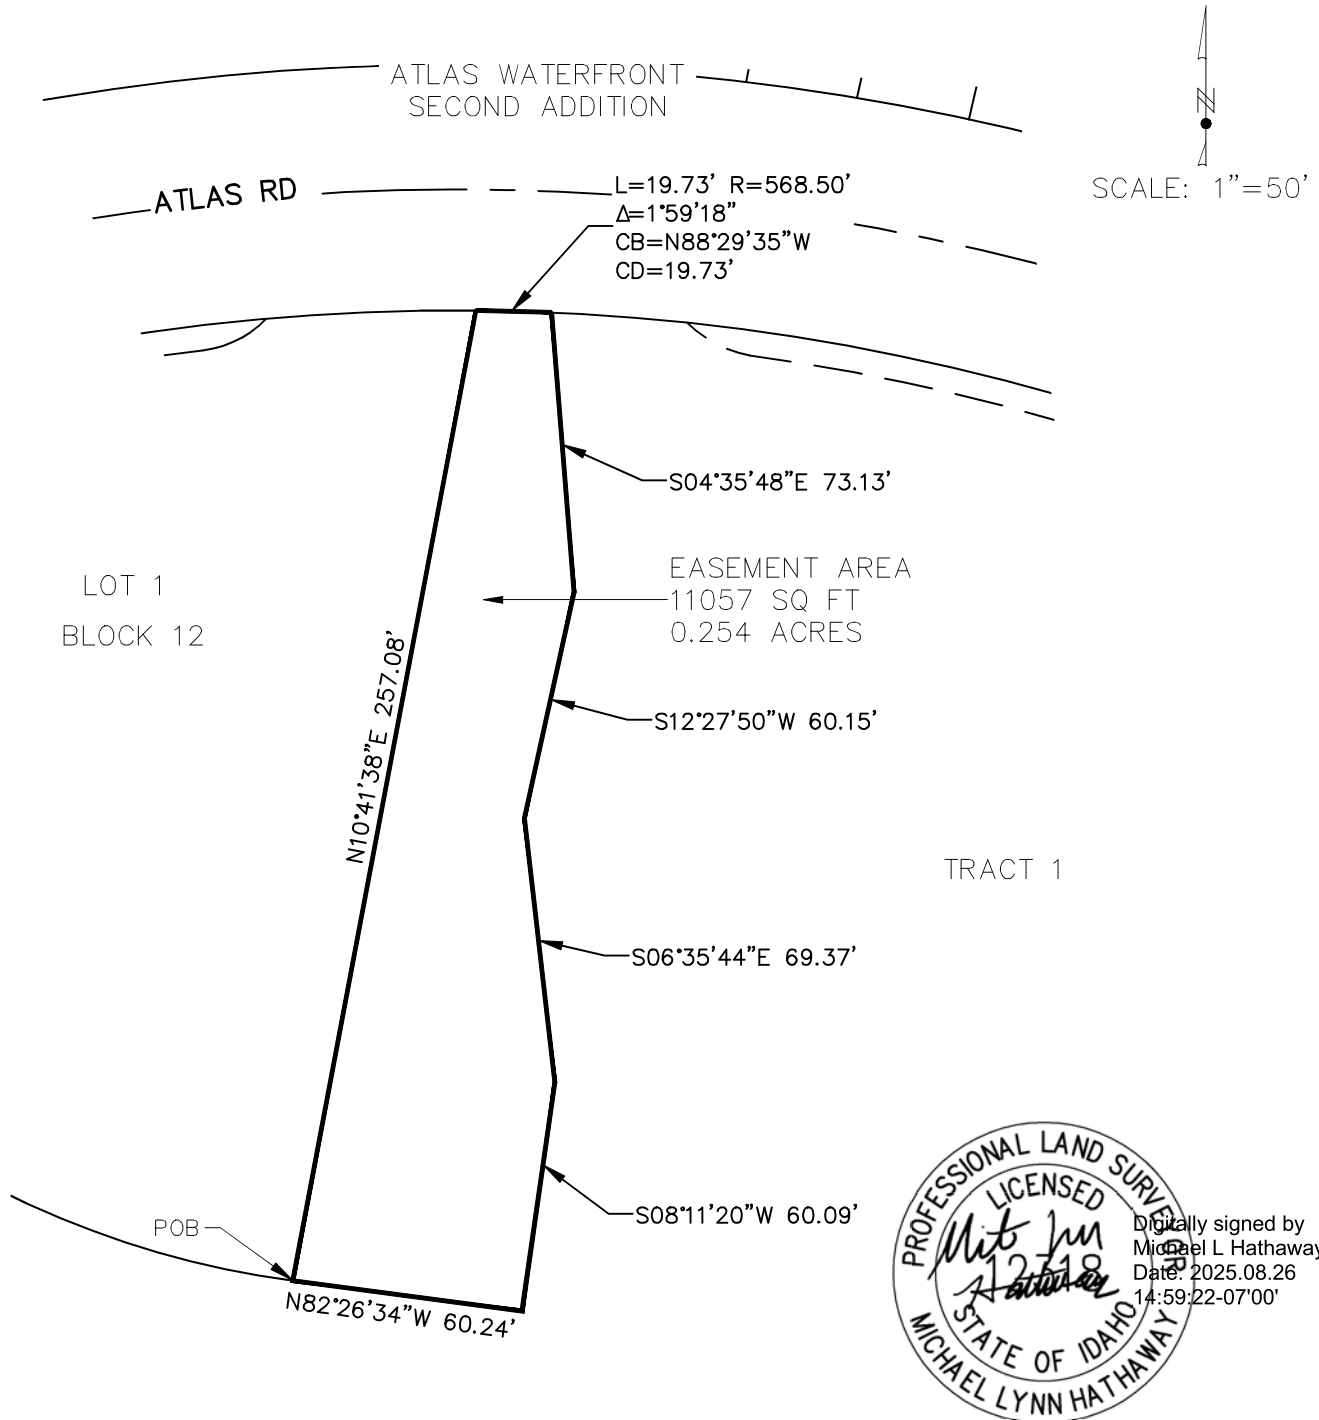 ATLAS WATERFRONT
SECOND ADDITION
N
SCALE: 1"=50'
ATLAS RD
L=19.73' R=568.50'
Δ=1°59'18"
CB=N88°29'35"W
CD=19.73'
S04°35'48"E 73.13'
EASEMENT AREA
11057 SQ FT
0.254 ACRES
LOT 1
BLOCK 12
N10°41'38"E 257.08'
S12°27'50"W 60.15'
TRACT 1
S06°35'44"E 69.37'
S08°11'20"W 60.09'
POB
N82°26'34"W 60.24'
PROFESSIONAL LAND SURVEYOR
LICENSED
STATE OF IDAHO
MICHAEL LYNN HATHAWAY
Digitally signed by
Michael L Hathaway
Date: 2025.08.26
14:59:22-07'00'